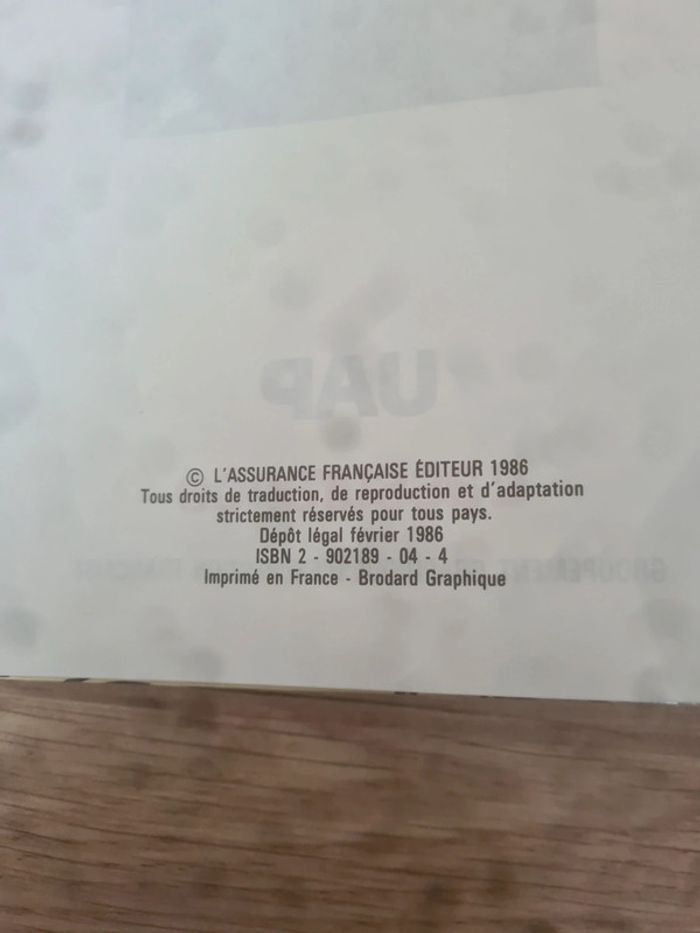 UAP
© L'ASSURANCE FRANÇAISE ÉDITEUR 1986
Tous droits de traduction, de reproduction et d'adaptation
strictement réservés pour tous pays.
Dépôt légal février 1986
ISBN 2 - 902189 - 04 - 4
Imprimé en France - Brodard Graphique
GROUPEMENT